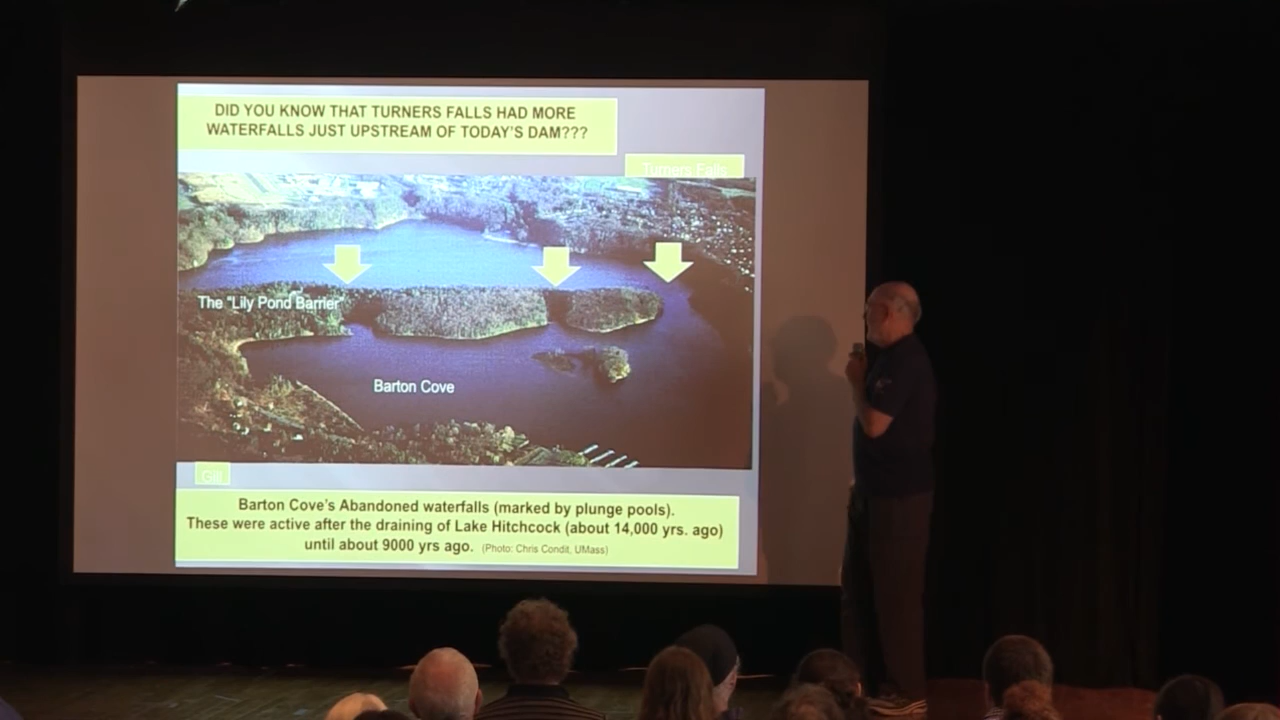 DID YOU KNOW THAT TURNERS FALLS HAD MORE
WATERFALLS JUST UPSTREAM OF TODAY'S DAM???
Turners Falls
The "Lily Pond Barrier"
Barton Cove
Gill
Barton Cove's Abandoned waterfalls (marked by plunge pools).
These were active after the draining of Lake Hitchcock (about 14,000 yrs. ago)
until about 9000 yrs ago. (Photo: Chris Condit, UMass)